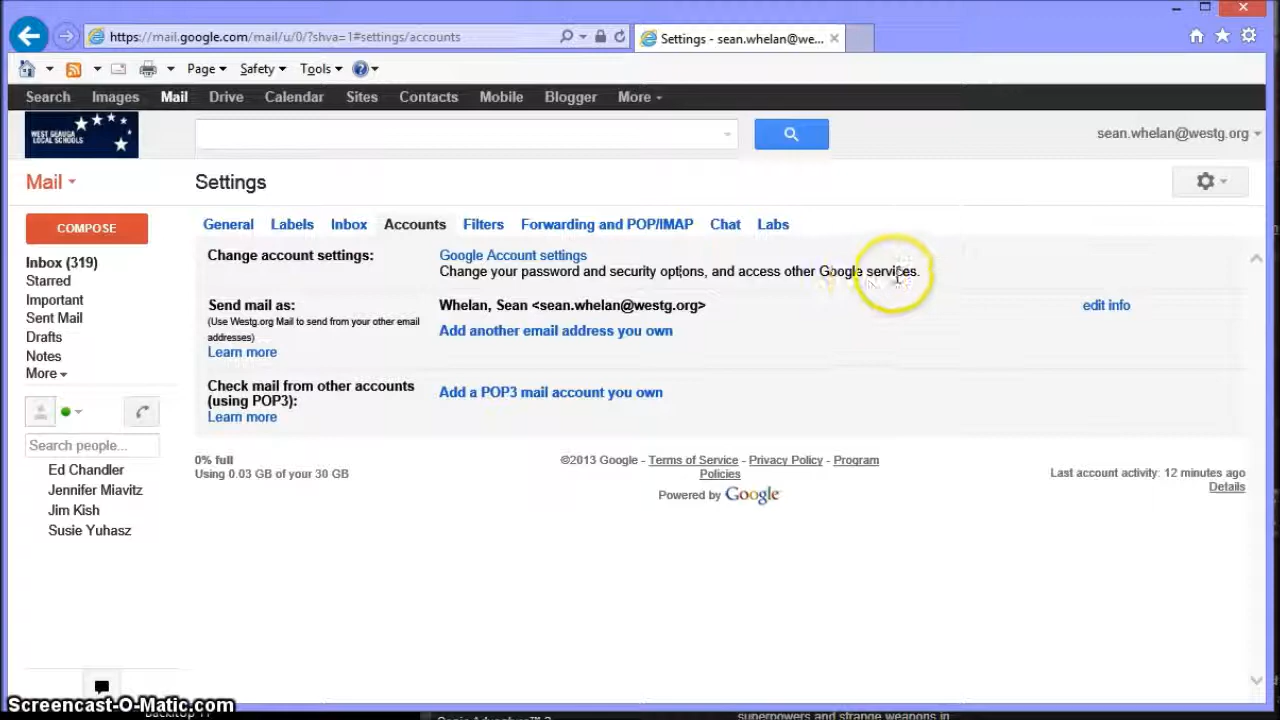 https://mail.google.com/mail/u/0/?shva=1#settings/accounts
Settings - sean.whelan@we...
Page
Safety
Tools
Search Images Mail Drive Calendar Sites Contacts Mobile Blogger More
WEST GEAUGA
LOCAL SCHOOLS
sean.whelan@westg.org
Mail
Settings
COMPOSE
General Labels Inbox Accounts Filters Forwarding and POP/IMAP Chat Labs
Inbox (319)
Starred
Important
Sent Mail
Drafts
Notes
More
Search people...
Ed Chandler
Jennifer Miavitz
Jim Kish
Susie Yuhasz
Change account settings:
Google Account settings
Change your password and security options, and access other Google services.
Send mail as:
(Use Westg.org Mail to send from your other email
addresses)
Learn more
Whelan, Sean <sean.whelan@westg.org>
edit info
Add another email address you own
Check mail from other accounts
(using POP3):
Learn more
Add a POP3 mail account you own
0% full
Using 0.03 GB of your 30 GB
©2013 Google - Terms of Service - Privacy Policy - Program
Policies
Powered by Google
Last account activity: 12 minutes ago
Details
Screencast-O-Matic.com
superpowers and strange weapons in